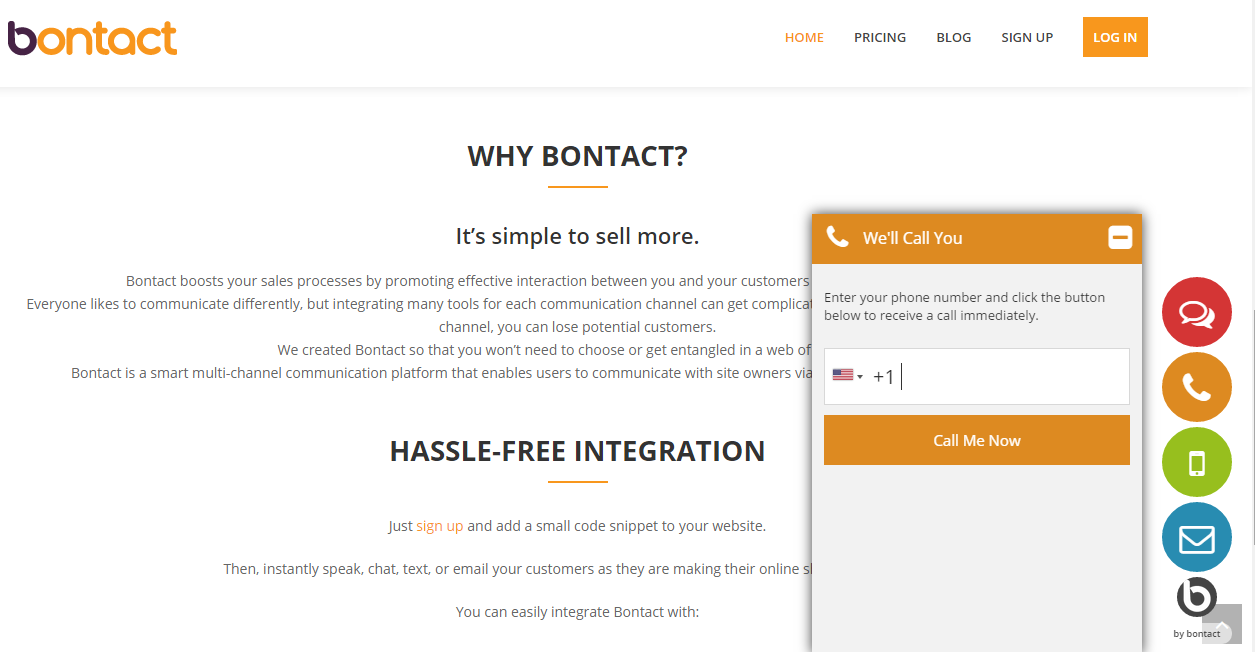 bontact
HOME PRICING BLOG SIGN UP LOG IN
WHY BONTACT?
It's simple to sell more.
Bontact boosts your sales processes by promoting effective interaction between you and your customers
Everyone likes to communicate differently, but integrating many tools for each communication channel can get
channel, you can lose potential customers.
We created Bontact so that you won't need to choose or get entangled in a web of
Bontact is a smart multi-channel communication platform that enables users to communicate with site owners via
HASSLE-FREE INTEGRATION
Just sign up and add a small code snippet to your website.
Then, instantly speak, chat, text, or email your customers as they are making their online
You can easily integrate Bontact with:
We'll Call You
Enter your phone number and click the button
below to receive a call immediately.
+1
Call Me Now
by bontact